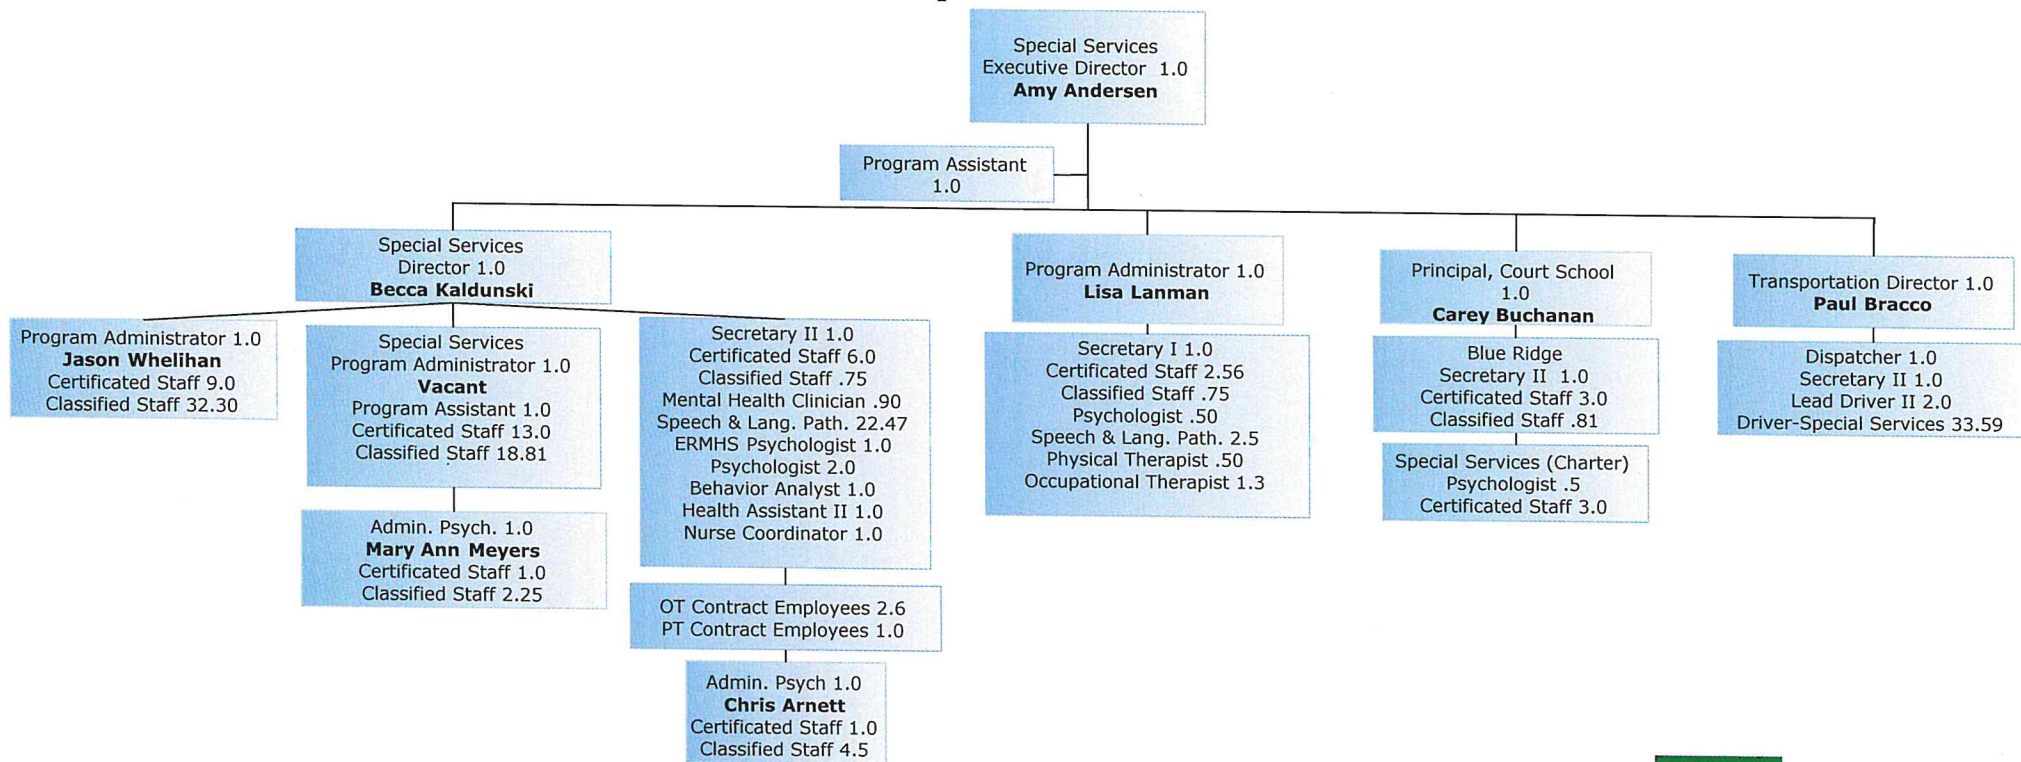 Special Services
Executive Director 1.0
Amy Andersen
Program Assistant
1.0
Special Services
Director 1.0
Becca Kaldunski
Program Administrator 1.0
Jason Whelihan
Certificated Staff 9.0
Classified Staff 32.30
Special Services
Program Administrator 1.0
Vacant
Program Assistant 1.0
Certificated Staff 13.0
Classified Staff 18.81
Admin. Psych. 1.0
Mary Ann Meyers
Certificated Staff 1.0
Classified Staff 2.25
Secretary II 1.0
Certificated Staff 6.0
Classified Staff .75
Mental Health Clinician .90
Speech & Lang. Path. 22.47
ERMHS Psychologist 1.0
Psychologist 2.0
Behavior Analyst 1.0
Health Assistant II 1.0
Nurse Coordinator 1.0
OT Contract Employees 2.6
PT Contract Employees 1.0
Admin. Psych 1.0
Chris Arnett
Certificated Staff 1.0
Classified Staff 4.5
Program Administrator 1.0
Lisa Lanman
Secretary I 1.0
Certificated Staff 2.56
Classified Staff .75
Psychologist .50
Speech & Lang. Path. 2.5
Physical Therapist .50
Occupational Therapist 1.3
Principal, Court School
1.0
Carey Buchanan
Blue Ridge
Secretary II 1.0
Certificated Staff 3.0
Classified Staff .81
Special Services (Charter)
Psychologist .5
Certificated Staff 3.0
Transportation Director 1.0
Paul Bracco
Dispatcher 1.0
Secretary II 1.0
Lead Driver II 2.0
Driver-Special Services 33.59